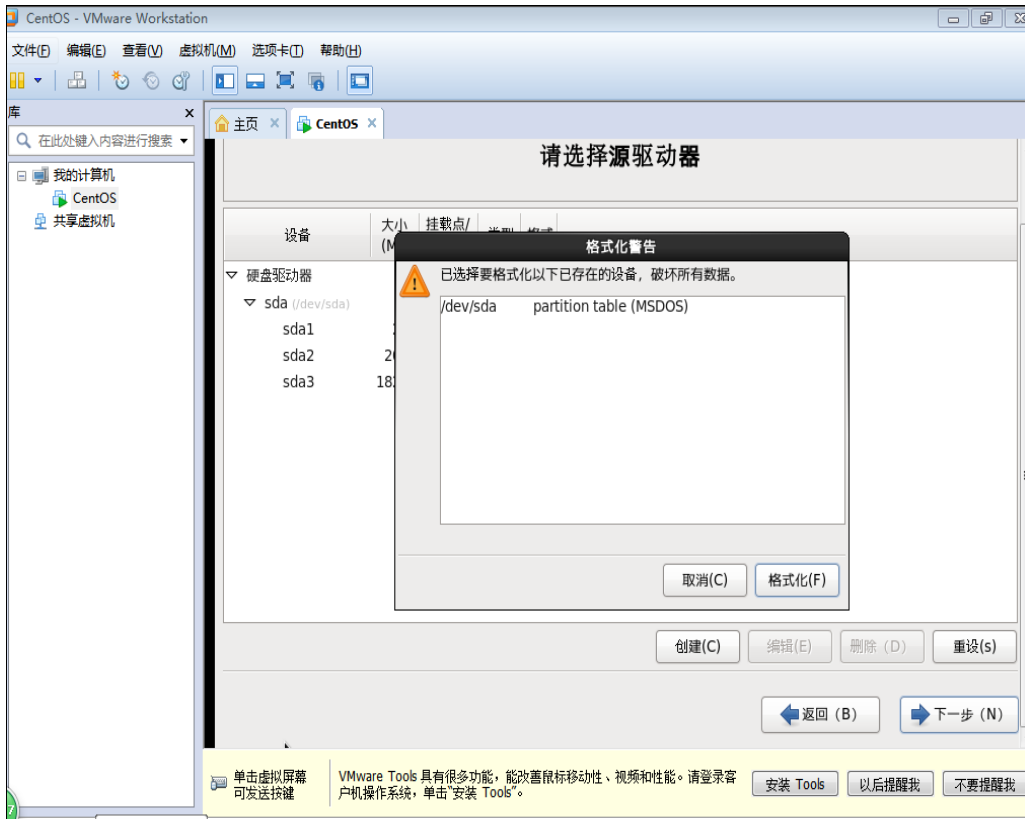 CentOS - VMware Workstation
文件(F) 编辑(E) 查看(V) 虚拟机(M) 选项卡(T) 帮助(H)
库 x
主页 × CentOS ×
在此处键入内容进行搜索
我的计算机
CentOS
共享虚拟机
请选择源驱动器
设备
大小
挂载点/
(M
格式化警告
已选择要格式化以下已存在的设备，破坏所有数据。
/dev/sda partition table (MSDOS)
硬盘驱动器
sda (/dev/sda)
sda1
sda2 20
sda3 182
取消(C) 格式化(F)
创建(C) 编辑(E) 删除（D） 重设(s)
返回（B） 下一步（N）
单击虚拟屏幕
可发送按键
VMware Tools 具有很多功能，能改善鼠标移动性、视频和性能。请登录客
户机操作系统，单击“安装 Tools”。
安装 Tools 以后提醒我 不要提醒我
7